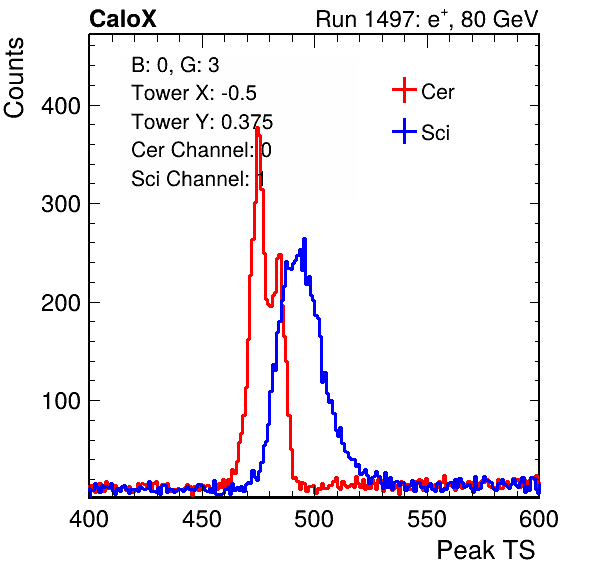 CaloX Run 1497: e⁺, 80 GeV
Counts
B: 0, G: 3
Tower X: -0.5
Tower Y: 0.375
Cer Channel: 0
Sci Channel: 1
Cer
Sci
400
300
200
100
400 450 500 550 600
Peak TS